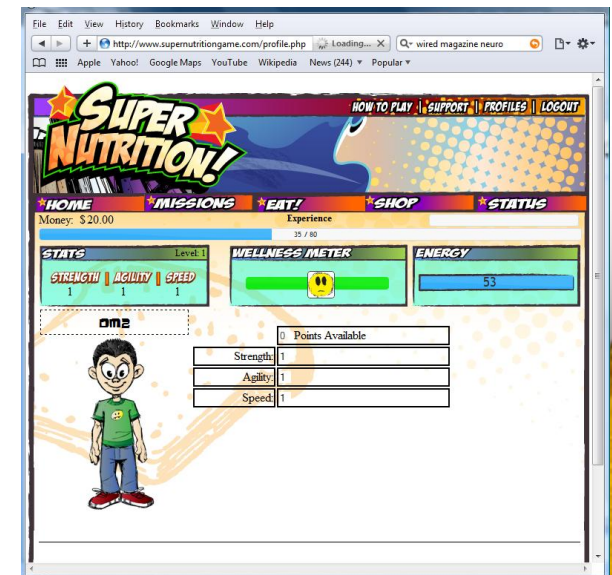 File Edit View History Bookmarks Window Help
http://www.supernutritiongame.com/profile.php Loading... X Q- wired magazine neuro
Apple Yahoo! Google Maps YouTube Wikipedia News (244) ▼ Popular ▼
SUPER NUTRITION!
HOW TO PLAY | SUPPORT | PROFILES | LOGOUT
HOME MISSIONS EAT! SHOP STATUS
Money: $20.00 Experience
35 / 80
STATS Level: 1 WELLNESS METER ENERGY
STRENGTH | AGILITY | SPEED
1 1 1
53
OM2
0 Points Available
Strength: 1
Agility: 1
Speed: 1